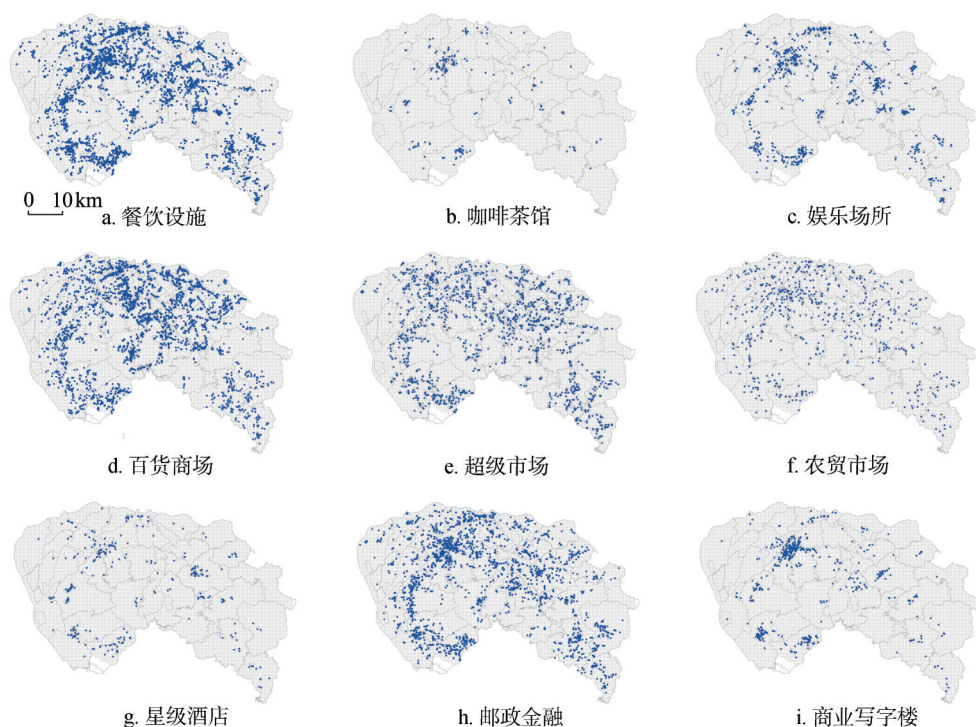 0 10 km
a. 餐饮设施
b. 咖啡茶馆
c. 娱乐场所
d. 百货商场
e. 超级市场
f. 农贸市场
g. 星级酒店
h. 邮政金融
i. 商业写字楼